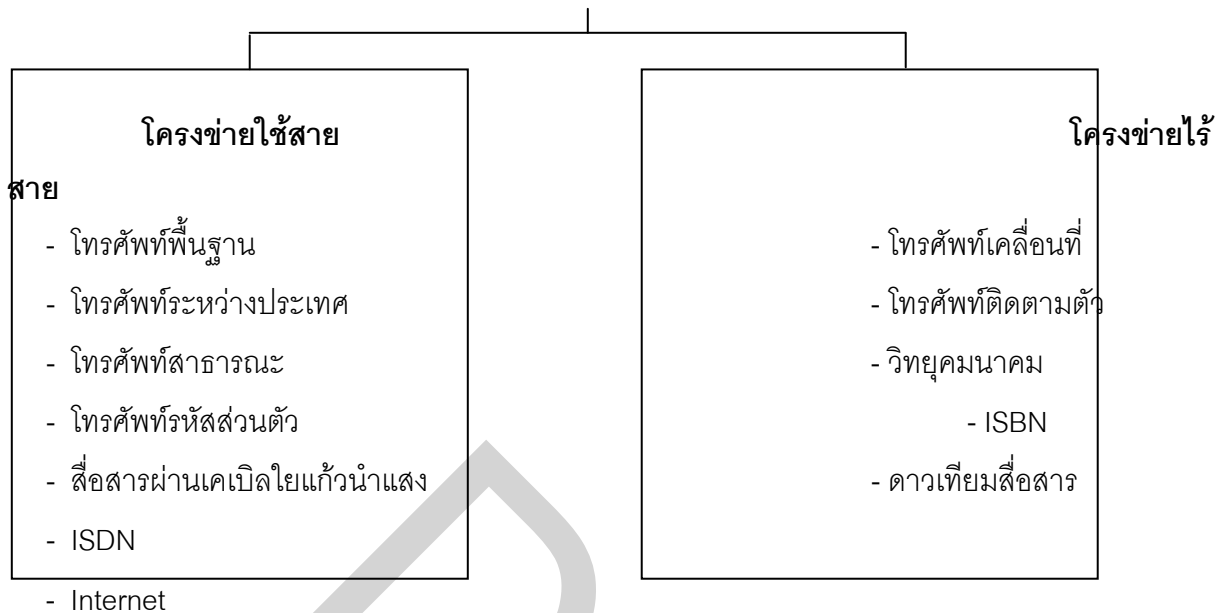 โครงข่ายใช้สาย โครงข่ายไร้
สาย
- โทรศัพท์พื้นฐาน - โทรศัพท์เคลื่อนที่
- โทรศัพท์ระหว่างประเทศ - โทรศัพท์ติดตามตัว
- โทรศัพท์สาธารณะ - วิทยุคมนาคม
- โทรศัพท์รหัสส่วนตัว - ISBN
- สื่อสารผ่านเคเบิลใยแก้วนำแสง - ดาวเทียมสื่อสาร
- ISDN
- Internet